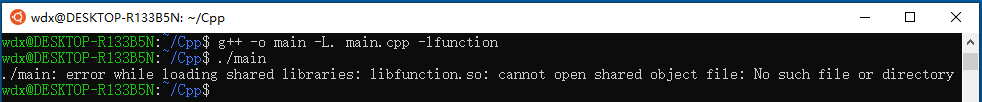 wdx@DESKTOP-R133B5N: ~/Cpp
wdx@DESKTOP-R133B5N:~/Cpp$ g++ -o main -L. main.cpp -lfunction
wdx@DESKTOP-R133B5N:~/Cpp$ ./main
./main: error while loading shared libraries: libfunction.so: cannot open shared object file: No such file or directory
wdx@DESKTOP-R133B5N:~/Cpp$